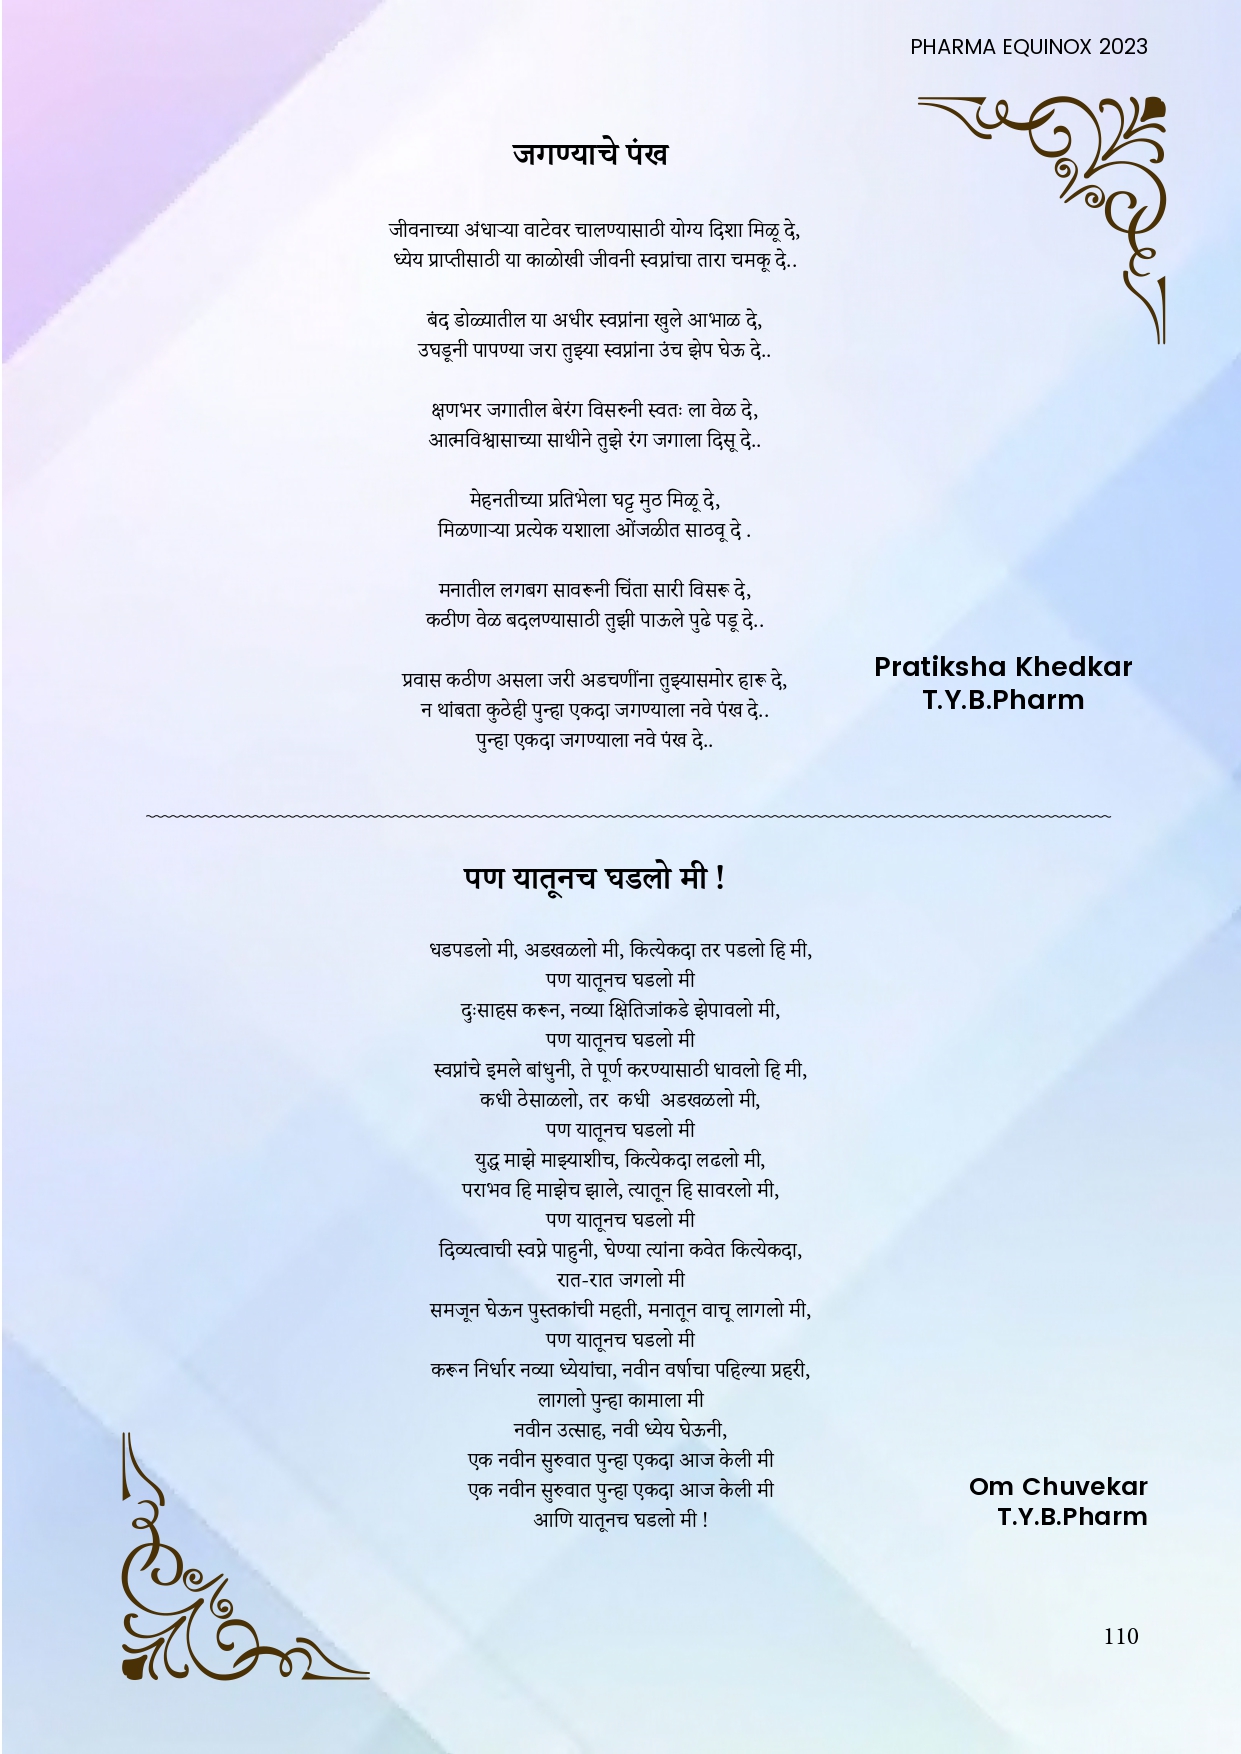 PHARMA EQUINOX 2023
जगण्याचे पंख
जीवनाच्या अंधाऱ्या वाटेवर चालण्यासाठी योग्य दिशा मिळू दे,
ध्येय प्राप्तीसाठी या काळोखी जीवनी स्वप्नांचा तारा चमकू दे..
बंद डोळ्यातील या अधीर स्वप्नांना खुले आभाळ दे,
उघडूनी पापण्या जरा तुझ्या स्वप्नांना उंच झेप घेऊ दे..
क्षणभर जगातील बेरंग विसरुनी स्वतः ला वेळ दे,
आत्मविश्वासाच्या साथीने तुझे रंग जगाला दिसू दे..
मेहनतीच्या प्रतिभेला घट्ट मुठ मिळू दे,
मिळणाऱ्या प्रत्येक यशाला ओंजळीत साठवू दे .
मनातील लगबग सावरूनी चिंता सारी विसरू दे,
कठीण वेळ बदलण्यासाठी तुझी पाऊले पुढे पडू दे..
प्रवास कठीण असला जरी अडचणींना तुझ्यासमोर हारू दे,
न थांबता कुठेही पुन्हा एकदा जगण्याला नवे पंख दे..
पुन्हा एकदा जगण्याला नवे पंख दे..
Pratiksha Khedkar
T.Y.B.Pharm
पण यातूनच घडलो मी !
धडपडलो मी, अडखळलो मी, कित्येकदा तर पडलो हि मी,
पण यातूनच घडलो मी
दुःसाहस करून, नव्या क्षितिजांकडे झेपावलो मी,
पण यातूनच घडलो मी
स्वप्नांचे इमले बांधुनी, ते पूर्ण करण्यासाठी धावलो हि मी,
कधी ठेसाळलो, तर कधी अडखळलो मी,
पण यातूनच घडलो मी
युद्ध माझे माझ्याशीच, कित्येकदा लढलो मी,
पराभव हि माझेच झाले, त्यातून हि सावरलो मी,
पण यातूनच घडलो मी
दिव्यत्वाची स्वप्ने पाहुनी, घेण्या त्यांना कवेत कित्येकदा,
रात-रात जगलो मी
समजून घेऊन पुस्तकांची महती, मनातून वाचू लागलो मी,
पण यातूनच घडलो मी
करून निर्धार नव्या ध्येयांचा, नवीन वर्षाचा पहिल्या प्रहरी,
लागलो पुन्हा कामाला मी
नवीन उत्साह, नवी ध्येय घेऊनी,
एक नवीन सुरुवात पुन्हा एकदा आज केली मी
एक नवीन सुरुवात पुन्हा एकदा आज केली मी
आणि यातूनच घडलो मी !
Om Chuvekar
T.Y.B.Pharm
110